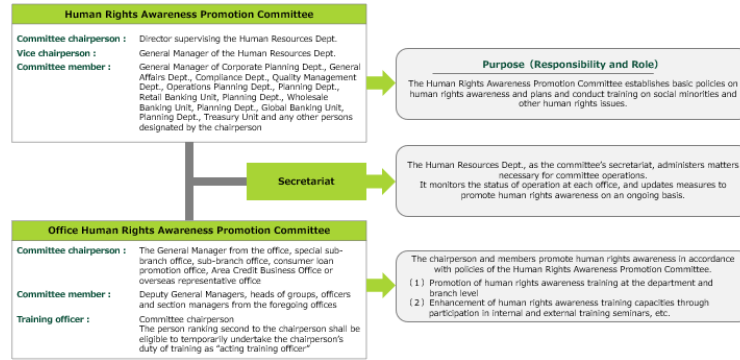 Human Rights Awareness Promotion Committee
Committee chairperson : Director supervising the Human Resources Dept.
Vice chairperson : General Manager of the Human Resources Dept.
Committee member : General Manager of Corporate Planning Dept., General
Affairs Dept., Compliance Dept., Quality Management
Dept., Operations Planning Dept., Planning Dept.,
Retail Banking Unit, Planning Dept., Wholesale
Banking Unit, Planning Dept., Global Banking Unit,
Planning Dept., Treasury Unit and any other persons
designated by the chairperson
Purpose (Responsibility and Role)
The Human Rights Awareness Promotion Committee establishes basic policies on
human rights awareness and plans and conduct training on social minorities and
other human rights issues.
Secretariat
The Human Resources Dept., as the committee's secretariat, administers matters
necessary for committee operations.
It monitors the status of operation at each office, and updates measures to
promote human rights awareness on an ongoing basis.
Office Human Rights Awareness Promotion Committee
Committee chairperson : The General Manager from the office, special sub-
branch office, sub-branch office, consumer loan
promotion office, Area Credit Business Office or
overseas representative office
Committee member : Deputy General Managers, heads of groups, officers
and section managers from the foregoing offices
Training officer : Committee chairperson
The person ranking second to the chairperson shall be
eligible to temporarily undertake the chairperson's
duty of training as "acting training officer"
The chairperson and members promote human rights awareness in accordance
with policies of the Human Rights Awareness Promotion Committee.
(1) Promotion of human rights awareness training at the department and
branch level
(2) Enhancement of human rights awareness training capacities through
participation in internal and external training seminars, etc.